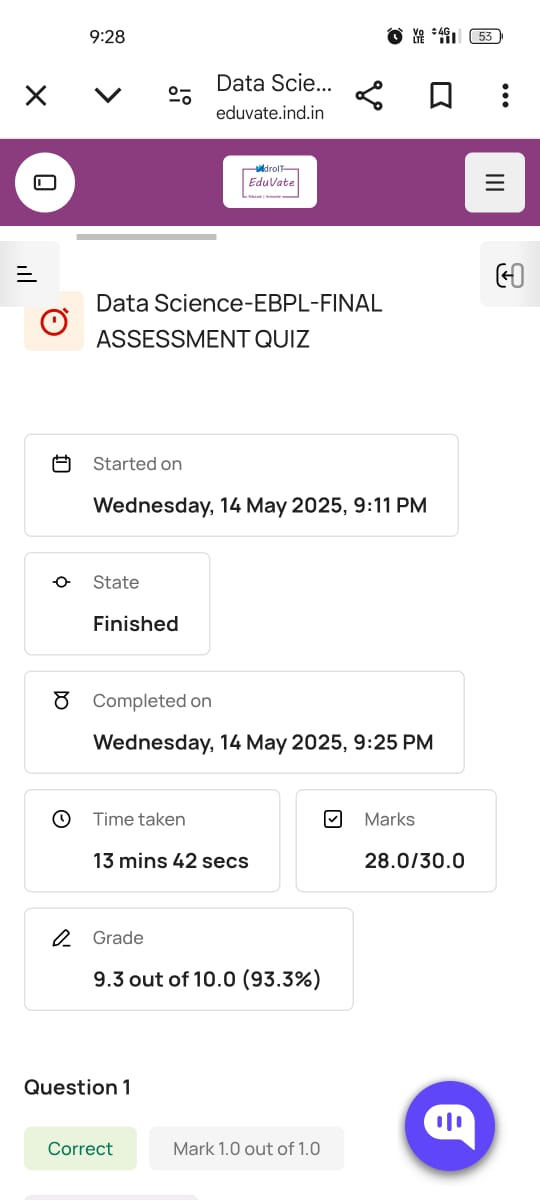 9:28
Vo LTE 4G 53
Data Scie...
eduvate.ind.in
EduVate
Data Science-EBPL-FINAL
ASSESSMENT QUIZ
Started on
Wednesday, 14 May 2025, 9:11 PM
State
Finished
Completed on
Wednesday, 14 May 2025, 9:25 PM
Time taken
13 mins 42 secs
Marks
28.0/30.0
Grade
9.3 out of 10.0 (93.3%)
Question 1
Correct
Mark 1.0 out of 1.0